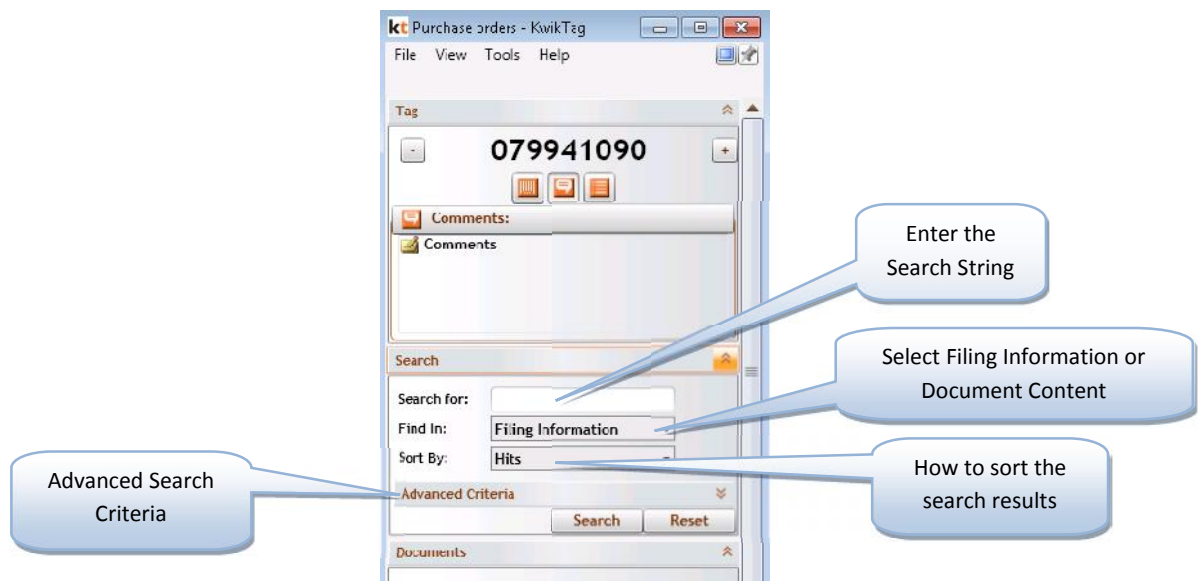 kt Purchase orders - KwikTag
File View Tools Help
Tag
- 079941090 +
Comments:
Comments
Enter the
Search String
Search
Select Filing Information or
Document Content
Search for:
Find In: Filing Information
Sort By: Hits
How to sort the
search results
Advanced Search
Criteria
Advanced Criteria
Search Reset
Documents